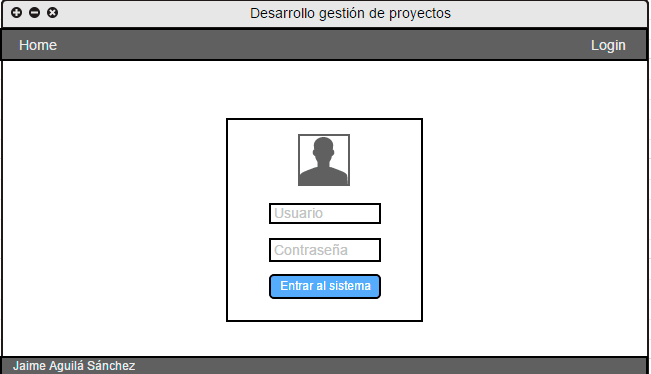 Desarrollo gestión de proyectos
Home
Login
Usuario
Contraseña
Entrar al sistema
Jaime Aguilá Sánchez